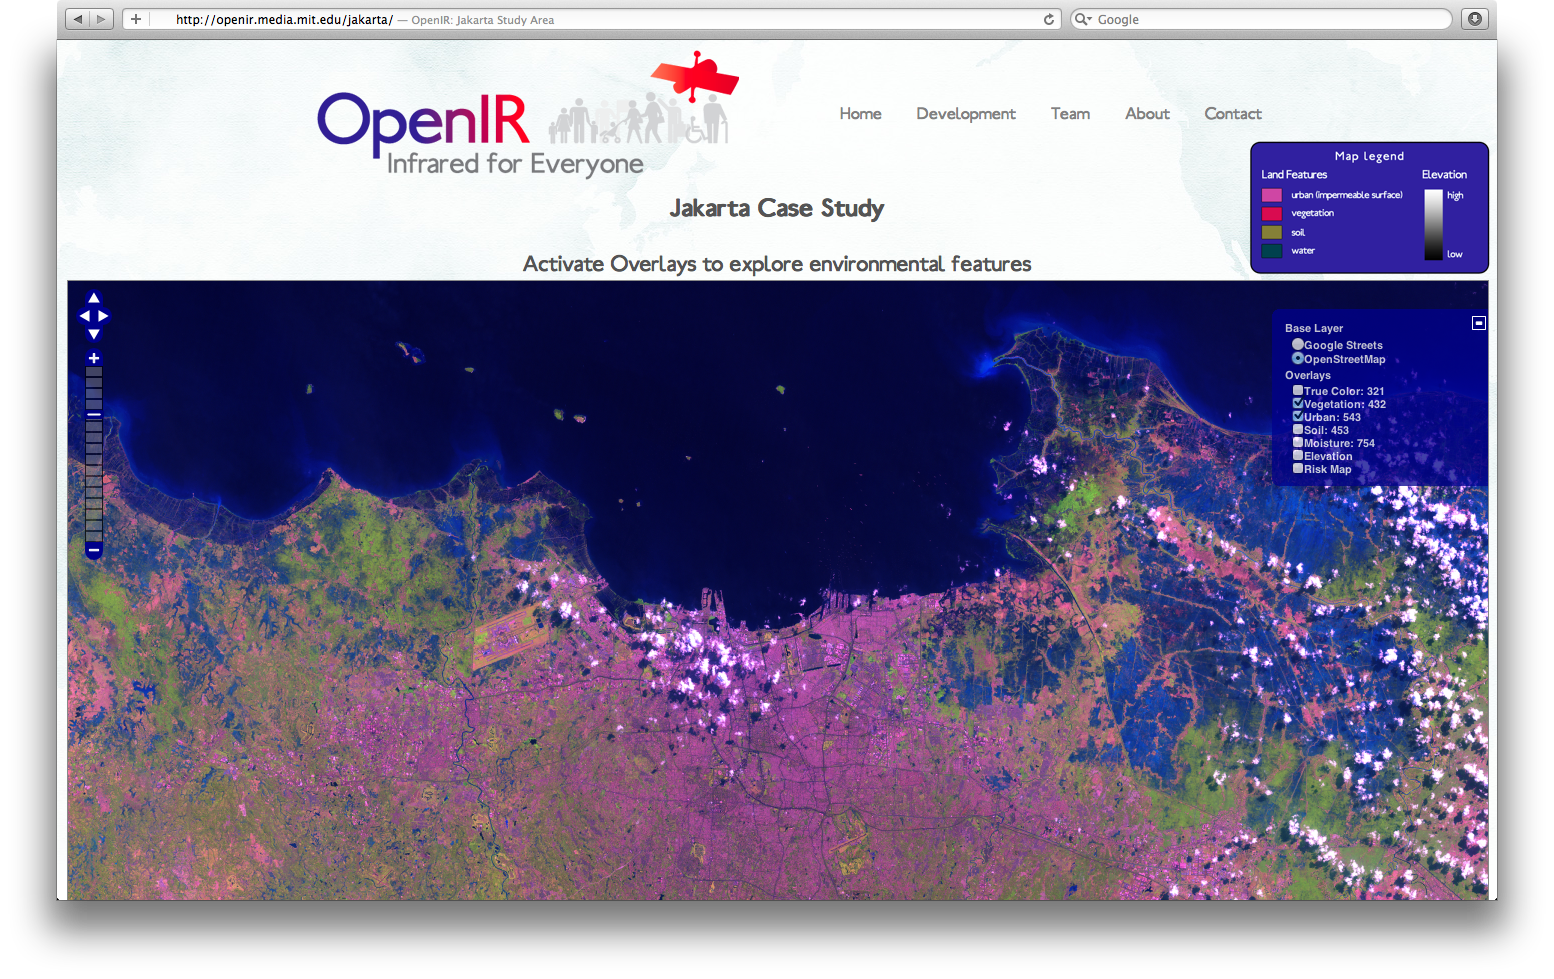 http://openir.media.mit.edu/jakarta/ — OpenIR: Jakarta Study Area
Google
OpenIR
Infrared for Everyone
Home Development Team About Contact
Map legend
Land Features Elevation
urban (impermeable surface) high
vegetation
soil
water low
Jakarta Case Study
Activate Overlays to explore environmental features
Base Layer
Google Streets
OpenStreetMap
Overlays
True Color: 321
Vegetation: 432
Urban: 543
Soil: 453
Moisture: 754
Elevation
Risk Map